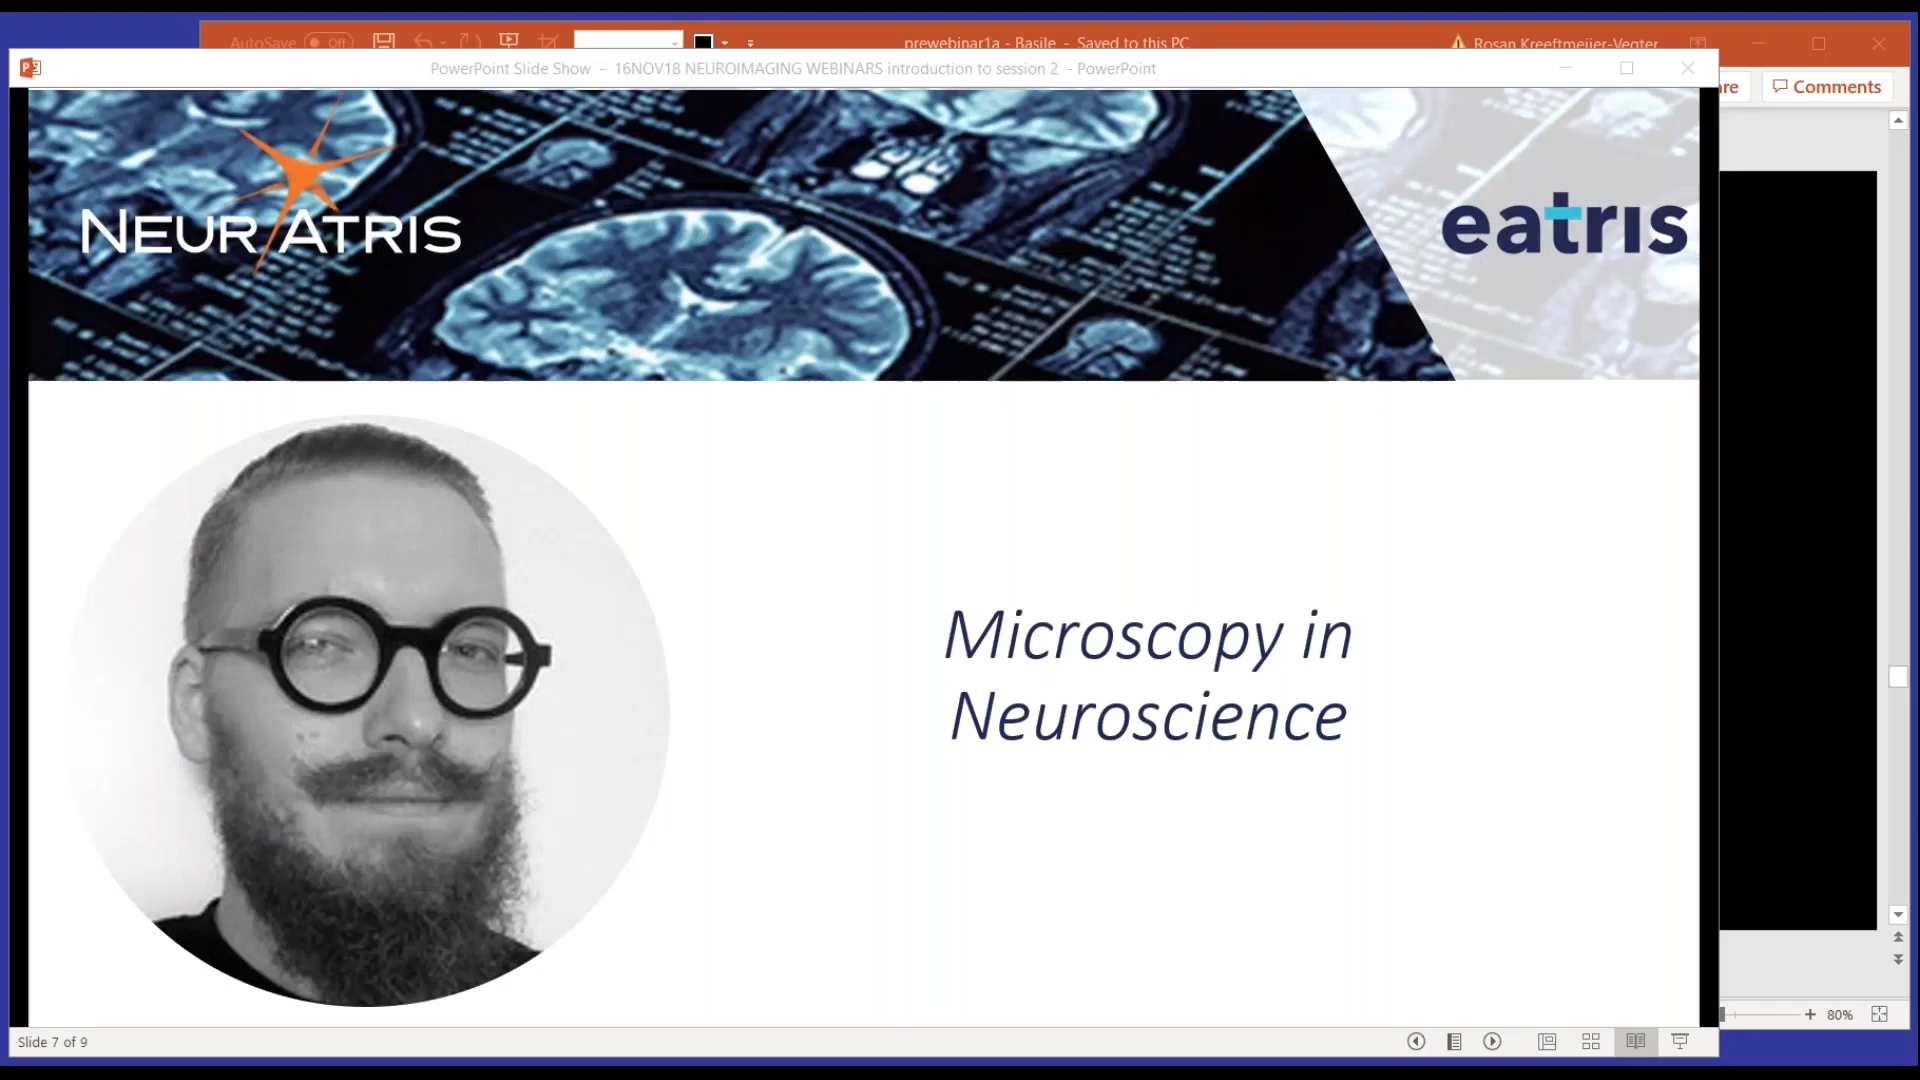 AutoSave Off
prewebinar1a - Basile - Saved to this PC
Rosan Kreeftmeijer-Vegter
PowerPoint Slide Show - 16NOV18 NEUROIMAGING WEBINARS introduction to session 2 - PowerPoint
re
Comments
NEURATRIS
eatris
Microscopy in
Neuroscience
80%
Slide 7 of 9